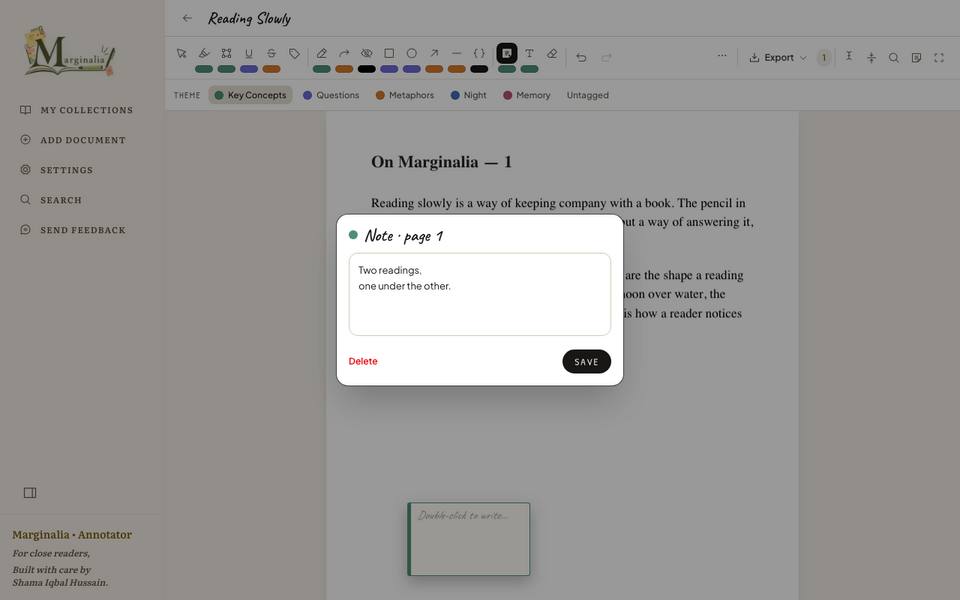 Marginalia
MY COLLECTIONS
ADD DOCUMENT
SETTINGS
SEARCH
SEND FEEDBACK
Marginalia • Annotator
For close readers,
Built with care by
Shama Iqbal Hussain.
Reading Slowly
Export
1
THEME
Key Concepts
Questions
Metaphors
Night
Memory
Untagged
On Marginalia — 1
Reading slowly is a way of keeping company with a book. The pencil in
out a way of answering it,
are the shape a reading
noon over water, the
is how a reader notices
Note · page 1
Two readings,
one under the other.
Delete
SAVE
Double-click to write...